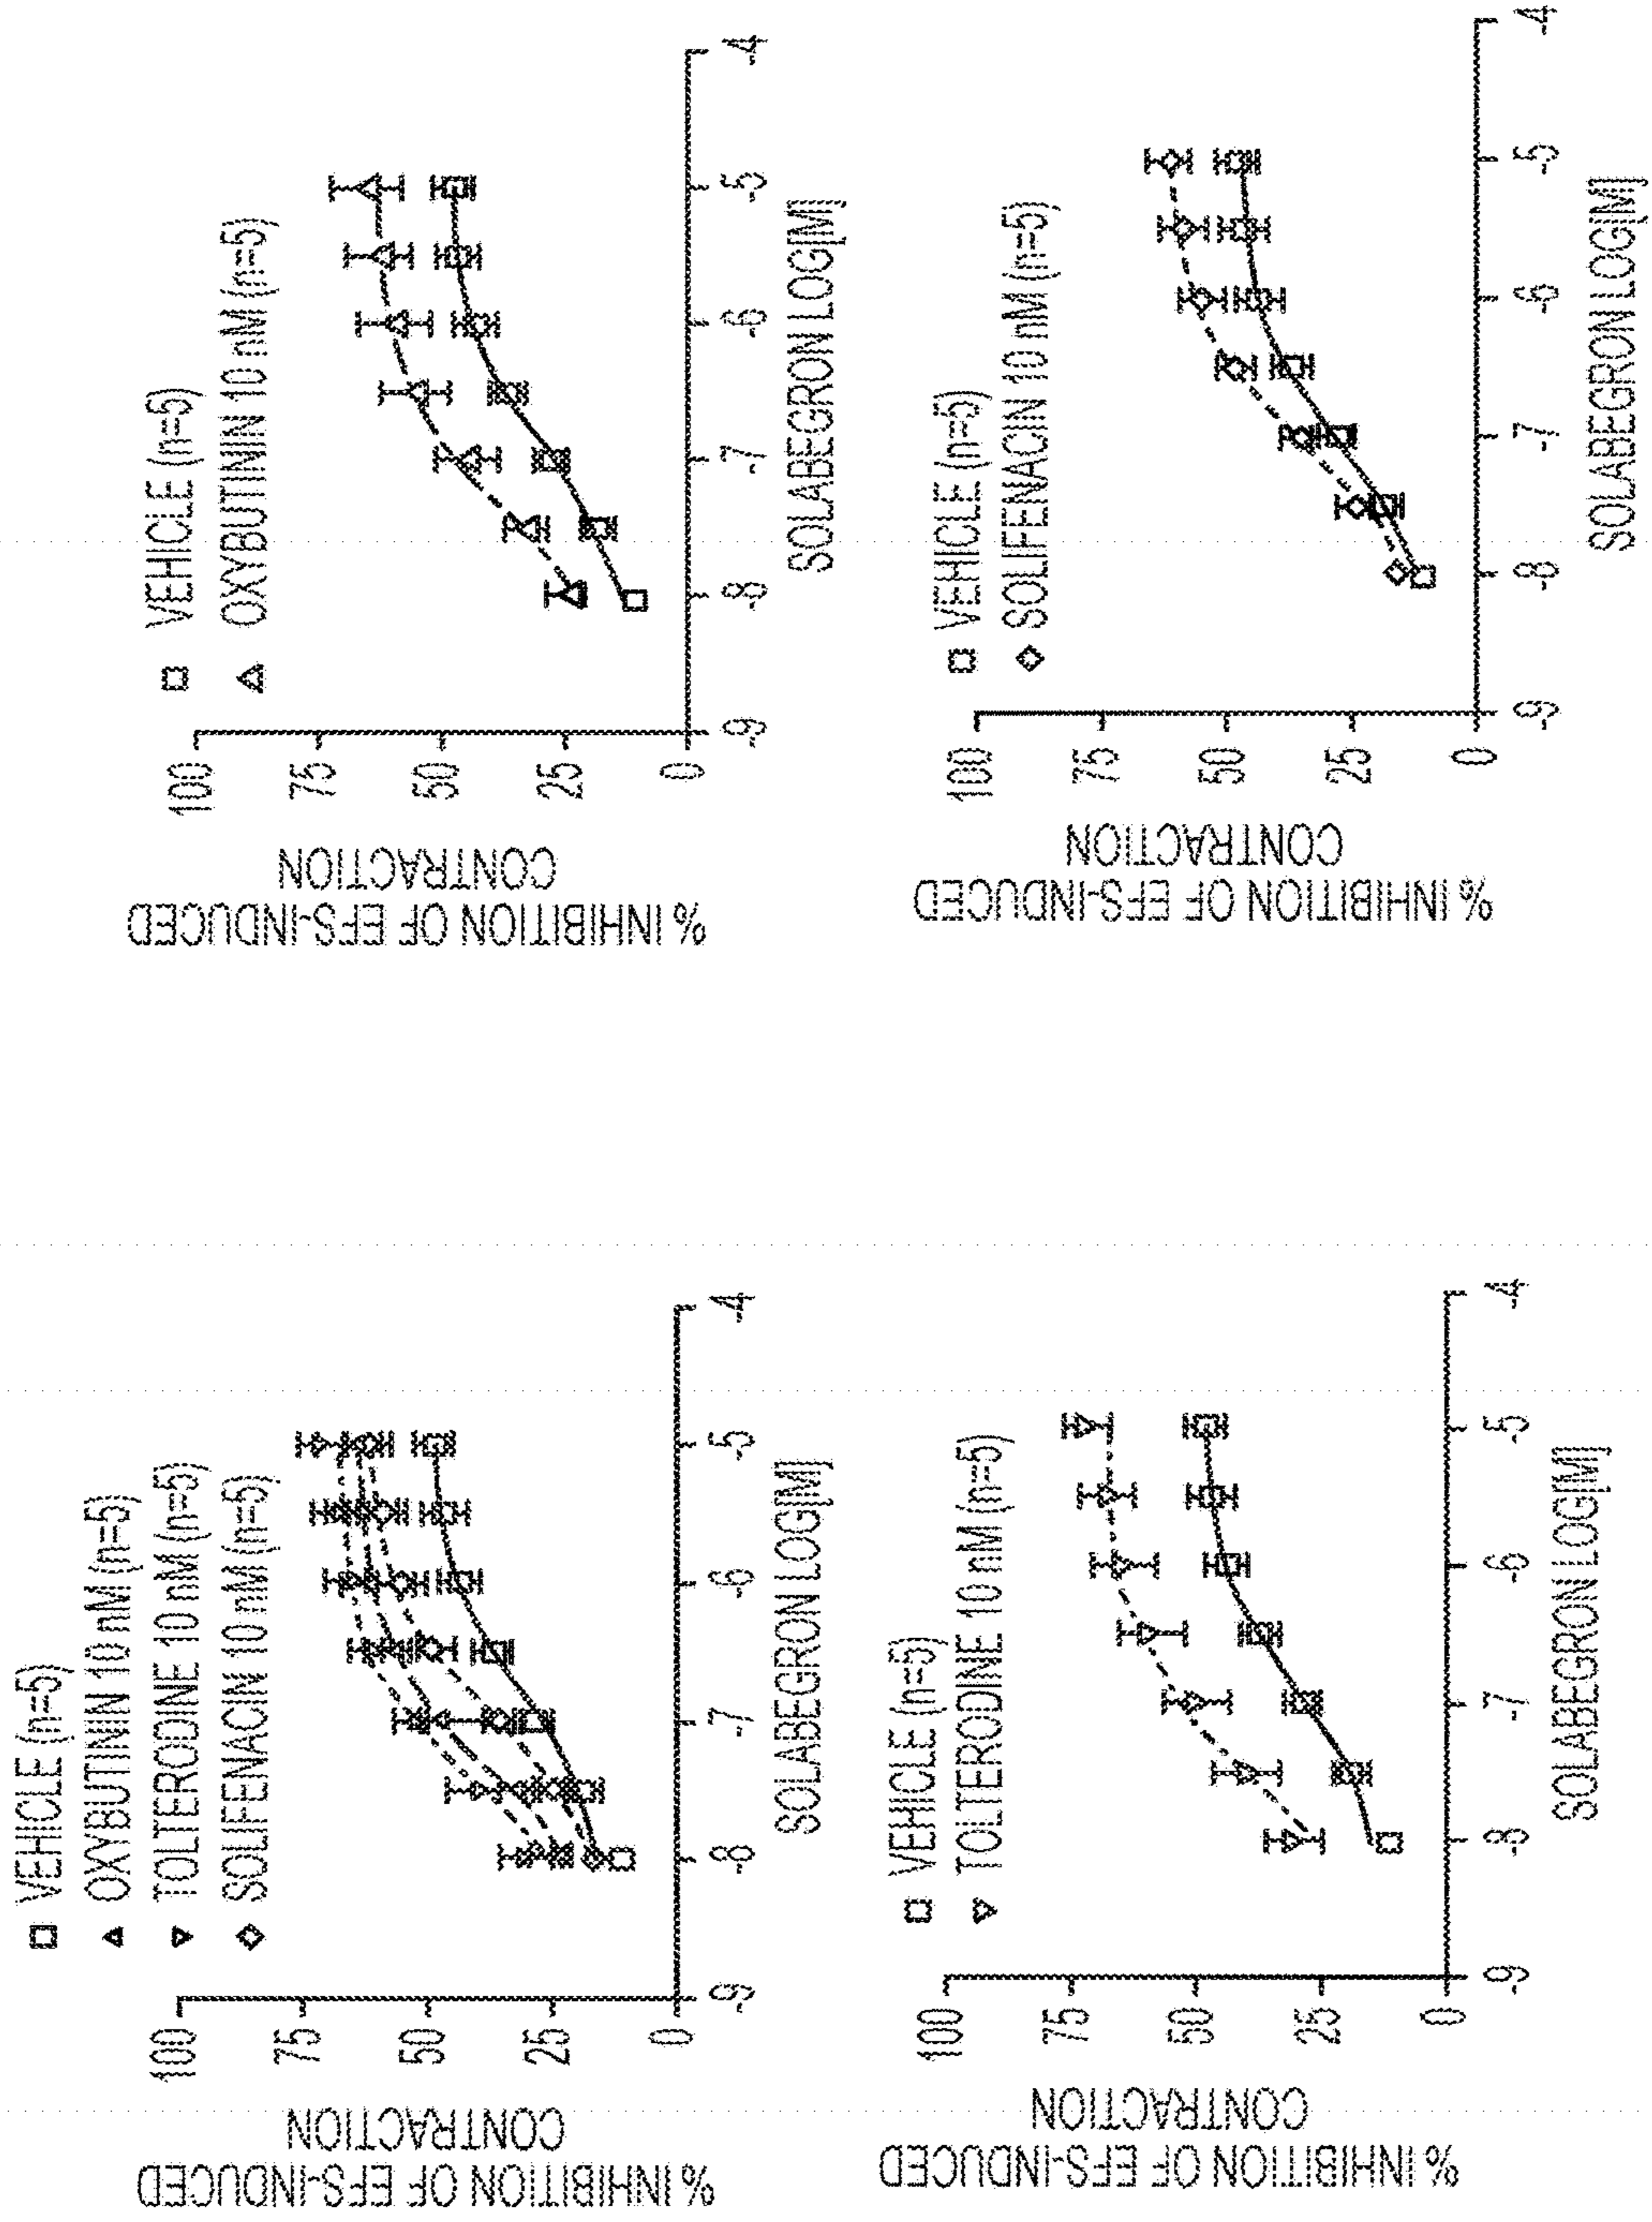 VEHICLE (n=5)
OXYBUTININ 10 nM (n=5)
TOLTERODINE 10 nM (n=5)
SOLIFENACIN 10 nM (n=5)
% INHIBITION OF EFS-INDUCED
CONTRACTION
100
75
50
25
0
-9 -8 -7 -6 -5 -4
SOLABEGRON LOG[M]
VEHICLE (n=5)
OXYBUTININ 10 nM (n=5)
% INHIBITION OF EFS-INDUCED
CONTRACTION
100
75
50
25
0
-9 -8 -7 -6 -5 -4
SOLABEGRON LOG[M]
VEHICLE (n=5)
TOLTERODINE 10 nM (n=5)
% INHIBITION OF EFS-INDUCED
CONTRACTION
100
75
50
25
0
-9 -8 -7 -6 -5 -4
SOLABEGRON LOG[M]
VEHICLE (n=5)
SOLIFENACIN 10 nM (n=5)
% INHIBITION OF EFS-INDUCED
CONTRACTION
100
75
50
25
0
-9 -8 -7 -6 -5 -4
SOLABEGRON LOG[M]